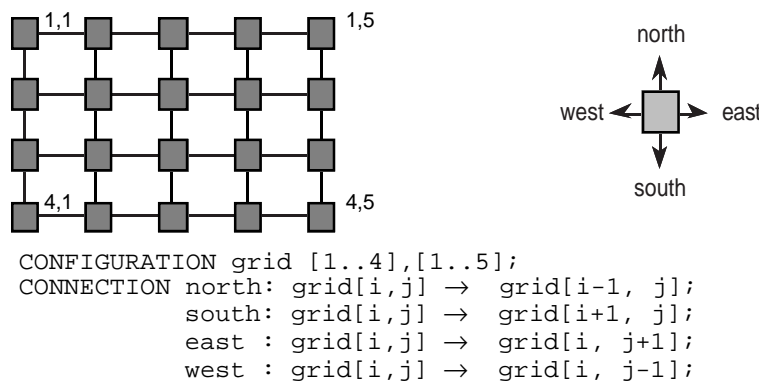 1,1
1,5
4,1
4,5
north
west
east
south
CONFIGURATION grid [1..4],[1..5];
CONNECTION north: grid[i,j] → grid[i-1, j];
south: grid[i,j] → grid[i+1, j];
east : grid[i,j] → grid[i, j+1];
west : grid[i,j] → grid[i, j-1];